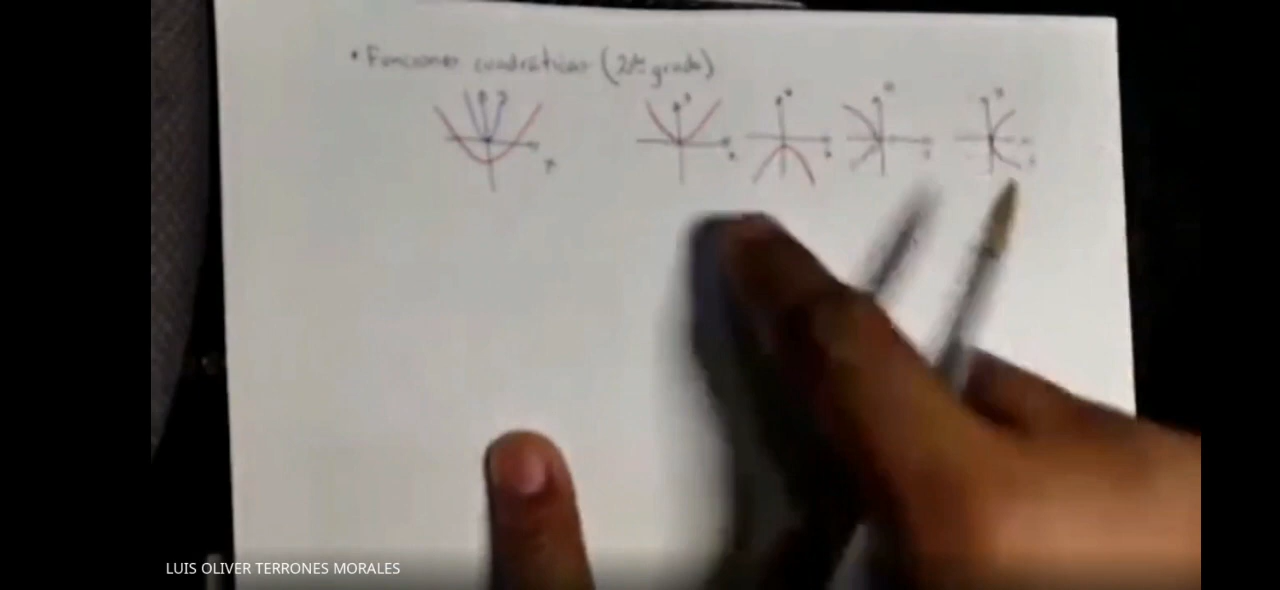 • Funciones cuadráticas (2do grado)
LUIS OLIVER TERRONES MORALES